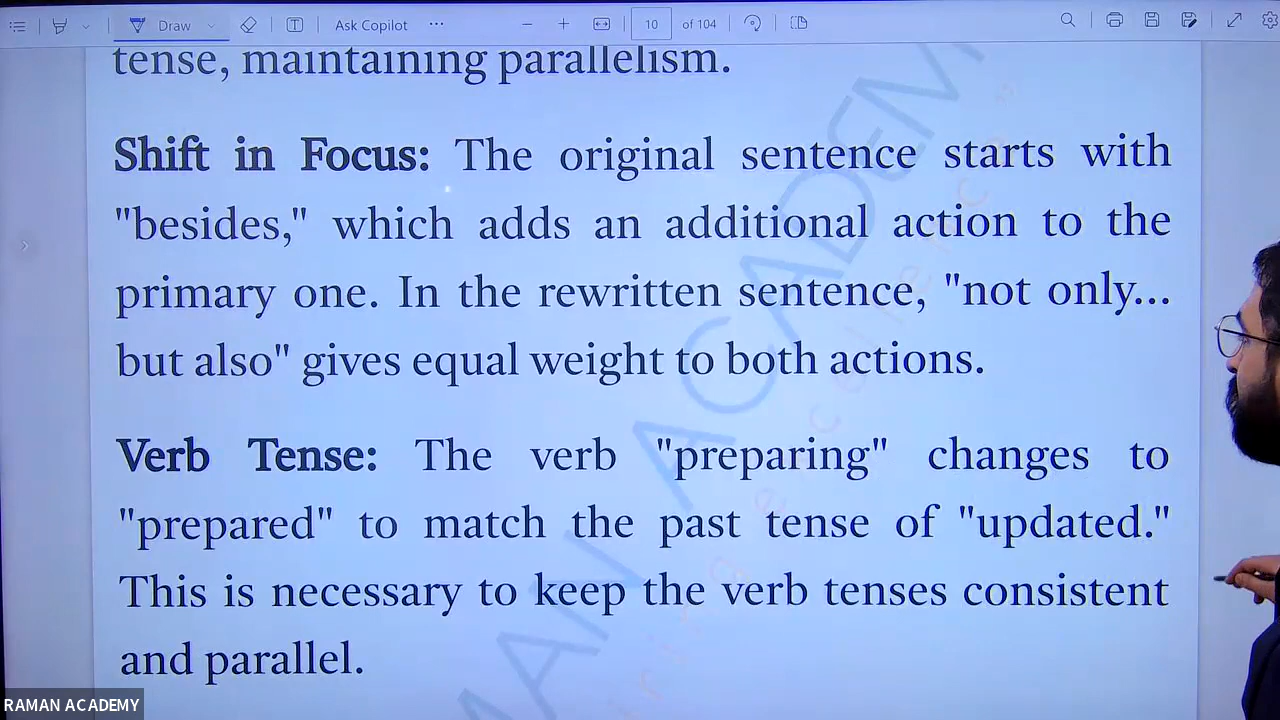 Draw
Ask Copilot
10 of 104
tense, maintaining parallelism.
Shift in Focus: The original sentence starts with
"besides," which adds an additional action to the
primary one. In the rewritten sentence, "not only...
but also" gives equal weight to both actions.
Verb Tense: The verb "preparing" changes to
"prepared" to match the past tense of "updated."
This is necessary to keep the verb tenses consistent
and parallel.
RAMAN ACADEMY